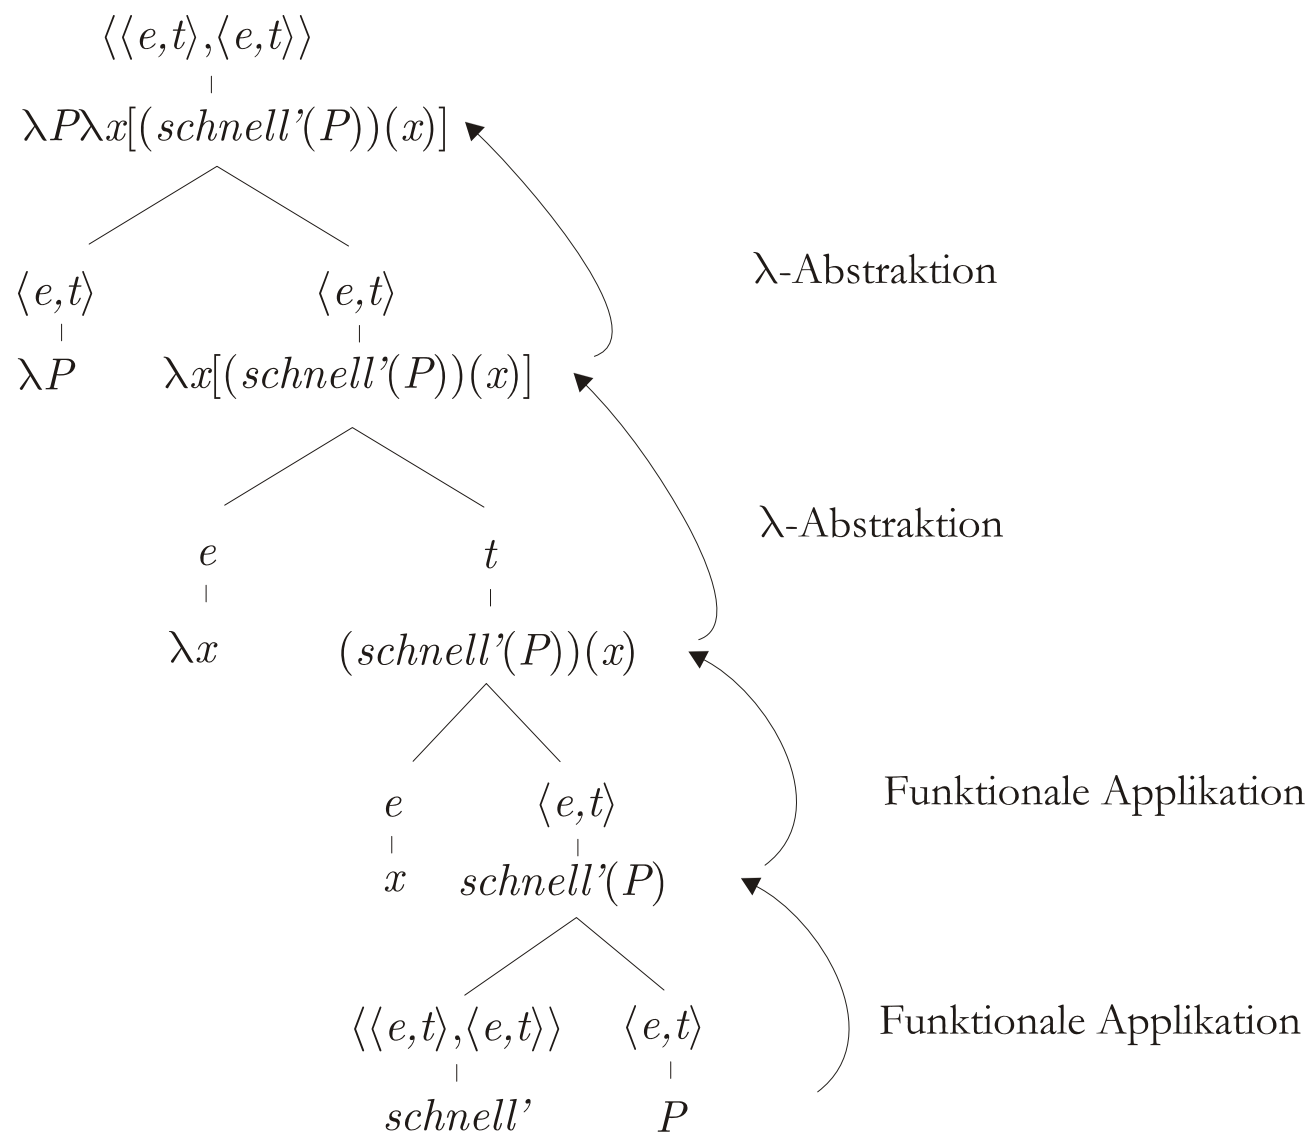 ⟨⟨e,t⟩,⟨e,t⟩⟩
λPλx[(schnell’(P))(x)]
λ-Abstraktion
⟨e,t⟩ ⟨e,t⟩
λP λx[(schnell’(P))(x)]
λ-Abstraktion
e t
λx (schnell’(P))(x)
Funktionale Applikation
e ⟨e,t⟩
x schnell’(P)
Funktionale Applikation
⟨⟨e,t⟩,⟨e,t⟩⟩ ⟨e,t⟩
schnell’ P